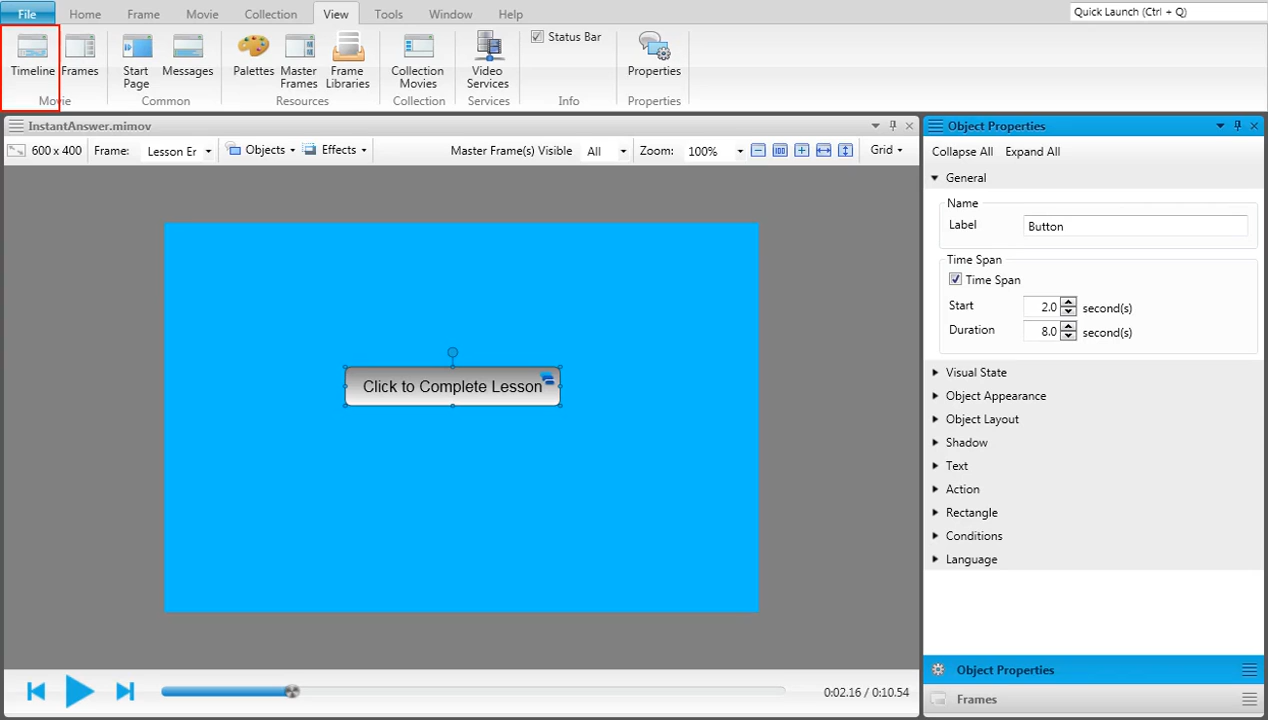 File Home Frame Movie Collection View Tools Window Help Quick Launch (Ctrl + Q)
Timeline Frames Start Page Messages Palettes Master Frames Frame Libraries Collection Movies Video Services Status Bar Properties
Movie Common Resources Collection Services Info Properties
InstantAnswer.mimov
600 x 400 Frame: Lesson Er Objects Effects Master Frame(s) Visible All Zoom: 100% Grid
Click to Complete Lesson
0:02.16 / 0:10.54
Object Properties
Collapse All Expand All
General
Name
Label Button
Time Span
Time Span
Start 2.0 second(s)
Duration 8.0 second(s)
Visual State
Object Appearance
Object Layout
Shadow
Text
Action
Rectangle
Conditions
Language
Object Properties
Frames